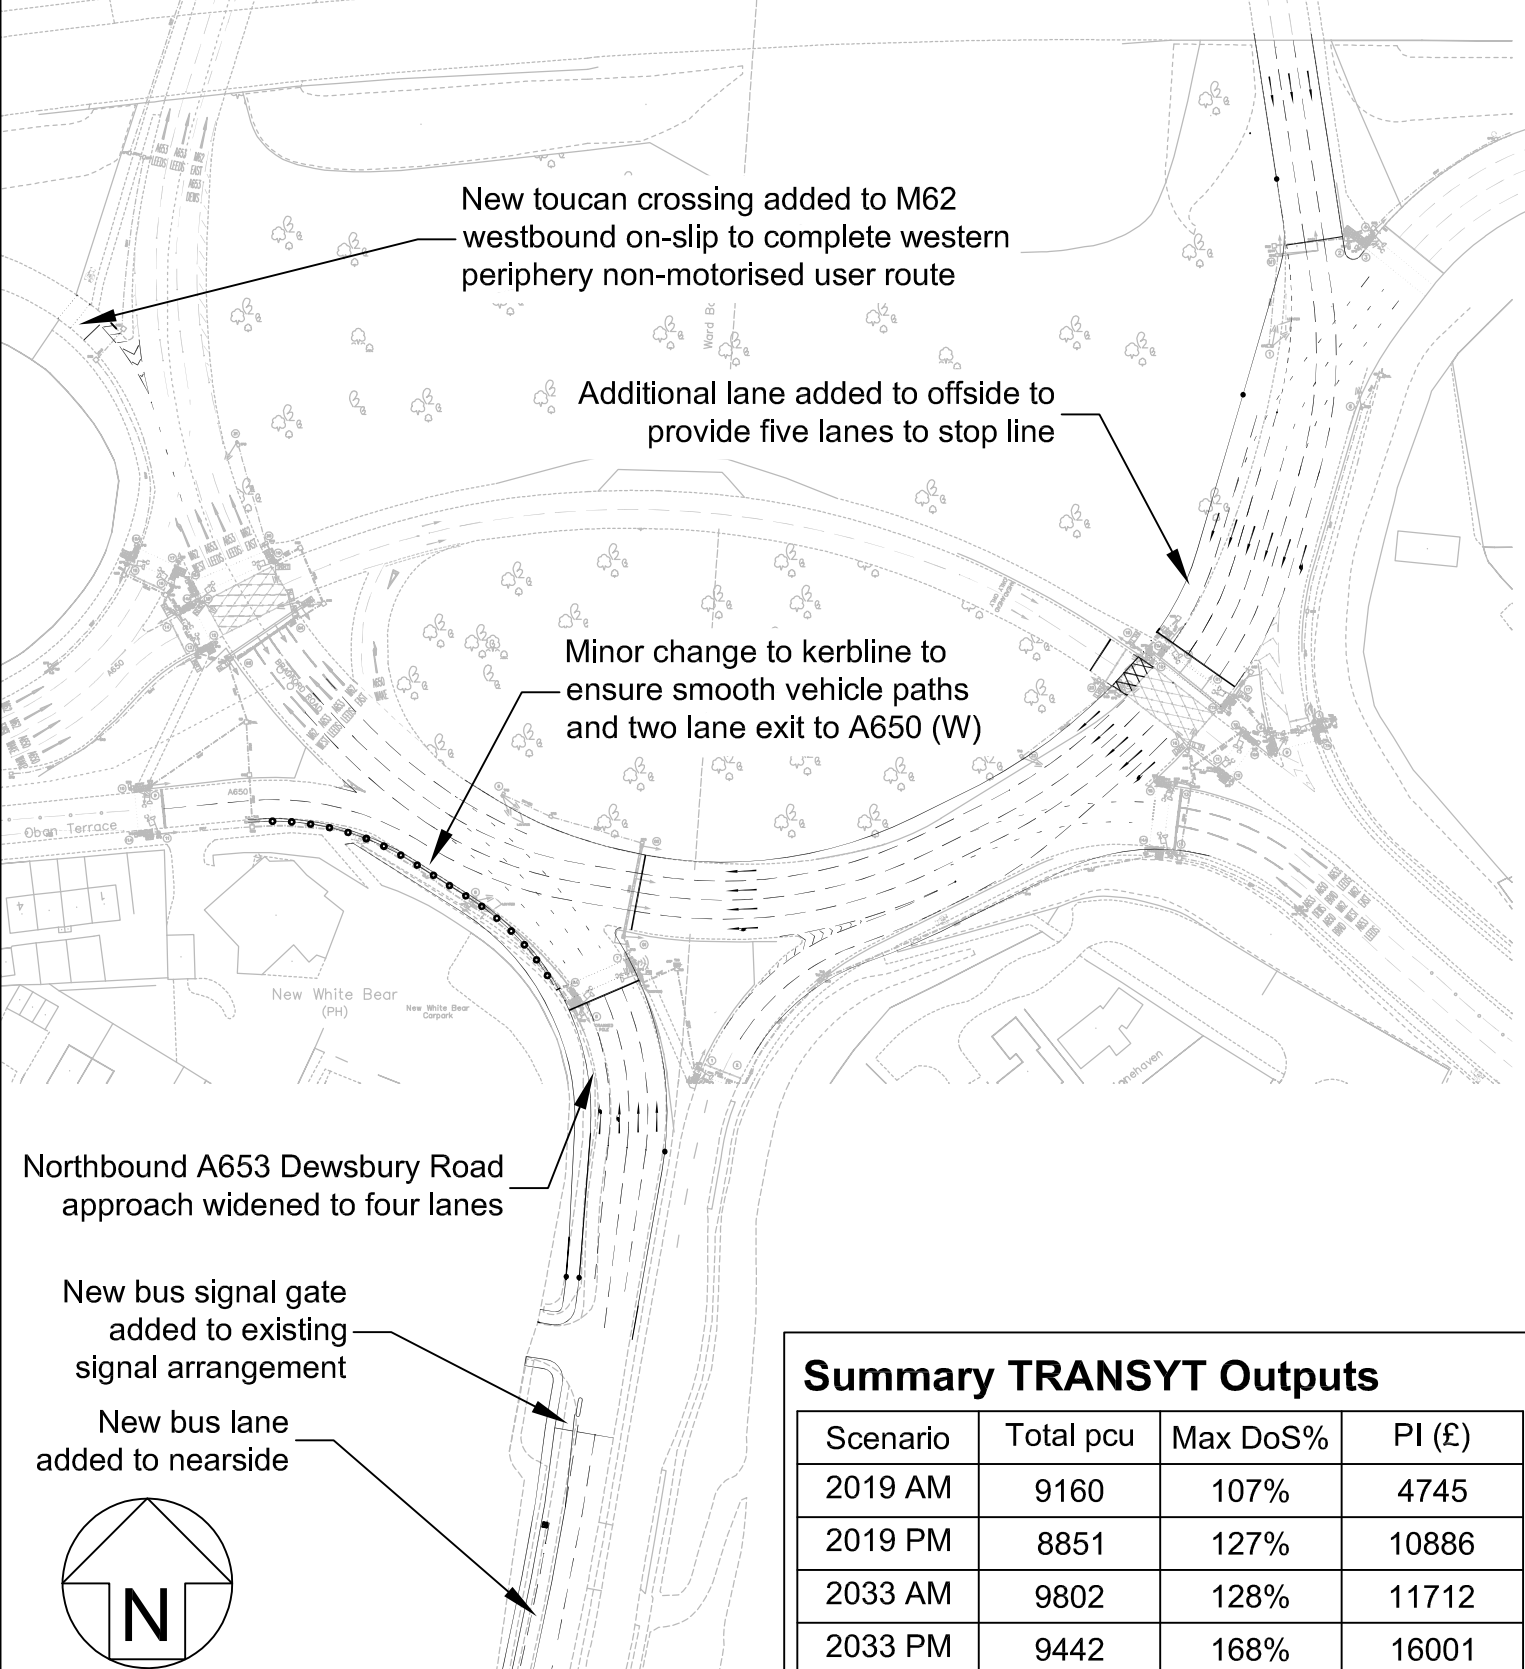 New toucan crossing added to M62
westbound on-slip to complete western
periphery non-motorised user route
Additional lane added to offside to
provide five lanes to stop line
Minor change to kerbline to
ensure smooth vehicle paths
and two lane exit to A650 (W)
A650
A650
Oban Terrace
4
1
New White Bear
(PH)
New White Bear
Carpark
Northbound A653 Dewsbury Road
approach widened to four lanes
New bus signal gate
added to existing
signal arrangement
New bus lane
added to nearside
N
Summary TRANSYT Outputs
Scenario Total pcu Max DoS% PI (£)
2019 AM 9160 107% 4745
2019 PM 8851 127% 10886
2033 AM 9802 128% 11712
2033 PM 9442 168% 16001